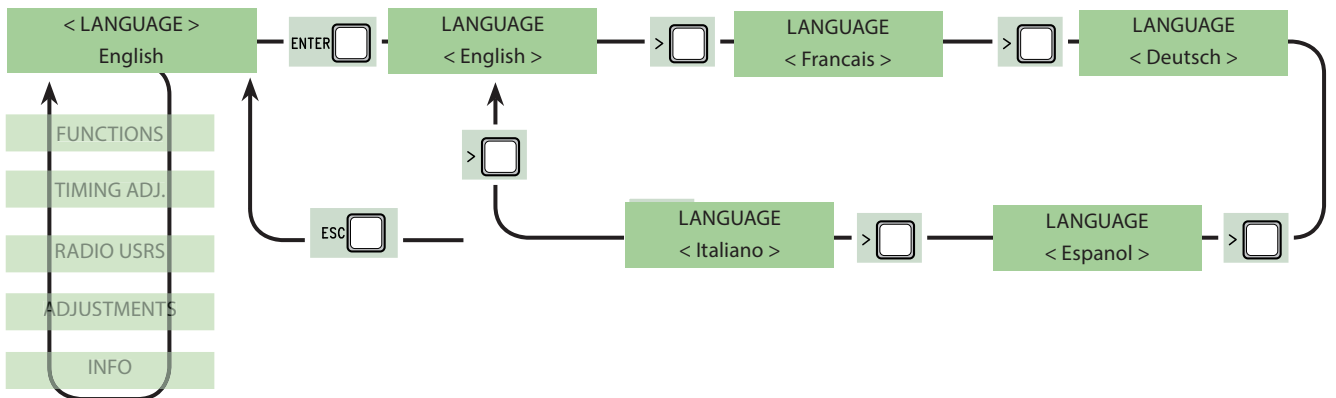 < LANGUAGE >
English
ENTER
LANGUAGE
< English >
>
LANGUAGE
< Francais >
>
LANGUAGE
< Deutsch >
>
LANGUAGE
< Espanol >
>
LANGUAGE
< Italiano >
>
ESC
FUNCTIONS
TIMING ADJ.
RADIO USRS
ADJUSTMENTS
INFO